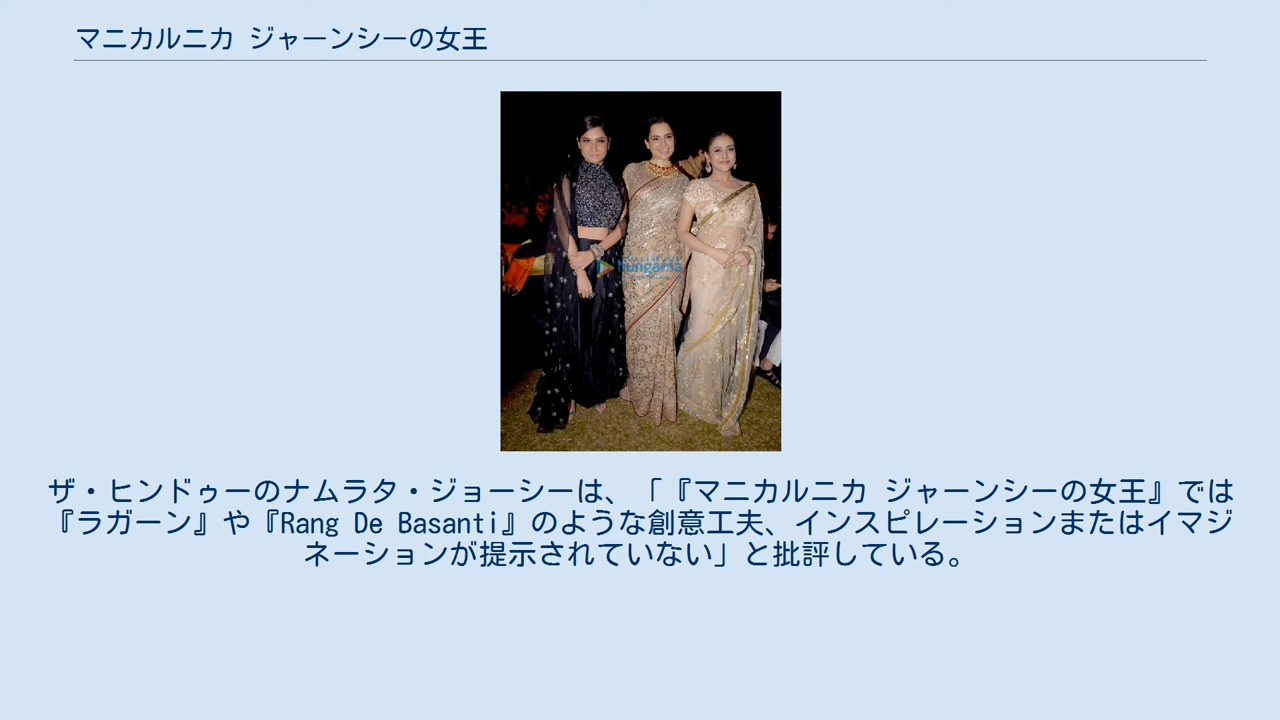 マニカルニカ ジャーンシーの女王
Hungama
ザ・ヒンドゥーのナムラタ・ジョーシーは、「『マニカルニカ ジャーンシーの女王』では
『ラガーン』や『Rang De Basanti』のような創意工夫、インスピレーションまたはイマジ
ネーションが提示されていない」と批評している。